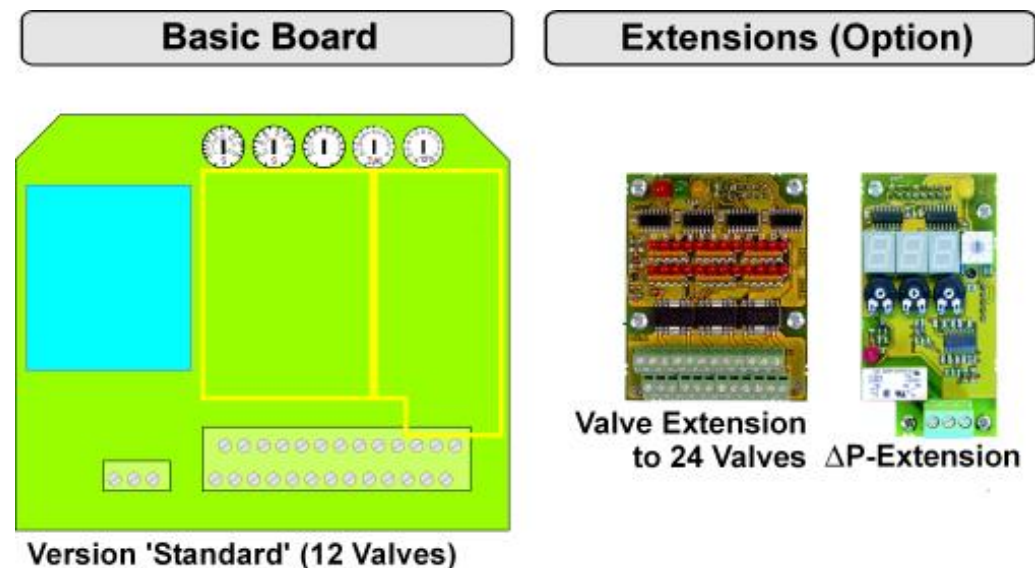 Basic Board
Extensions (Option)
S
S
Valve Extension
to 24 Valves
ΔP-Extension
Version 'Standard' (12 Valves)